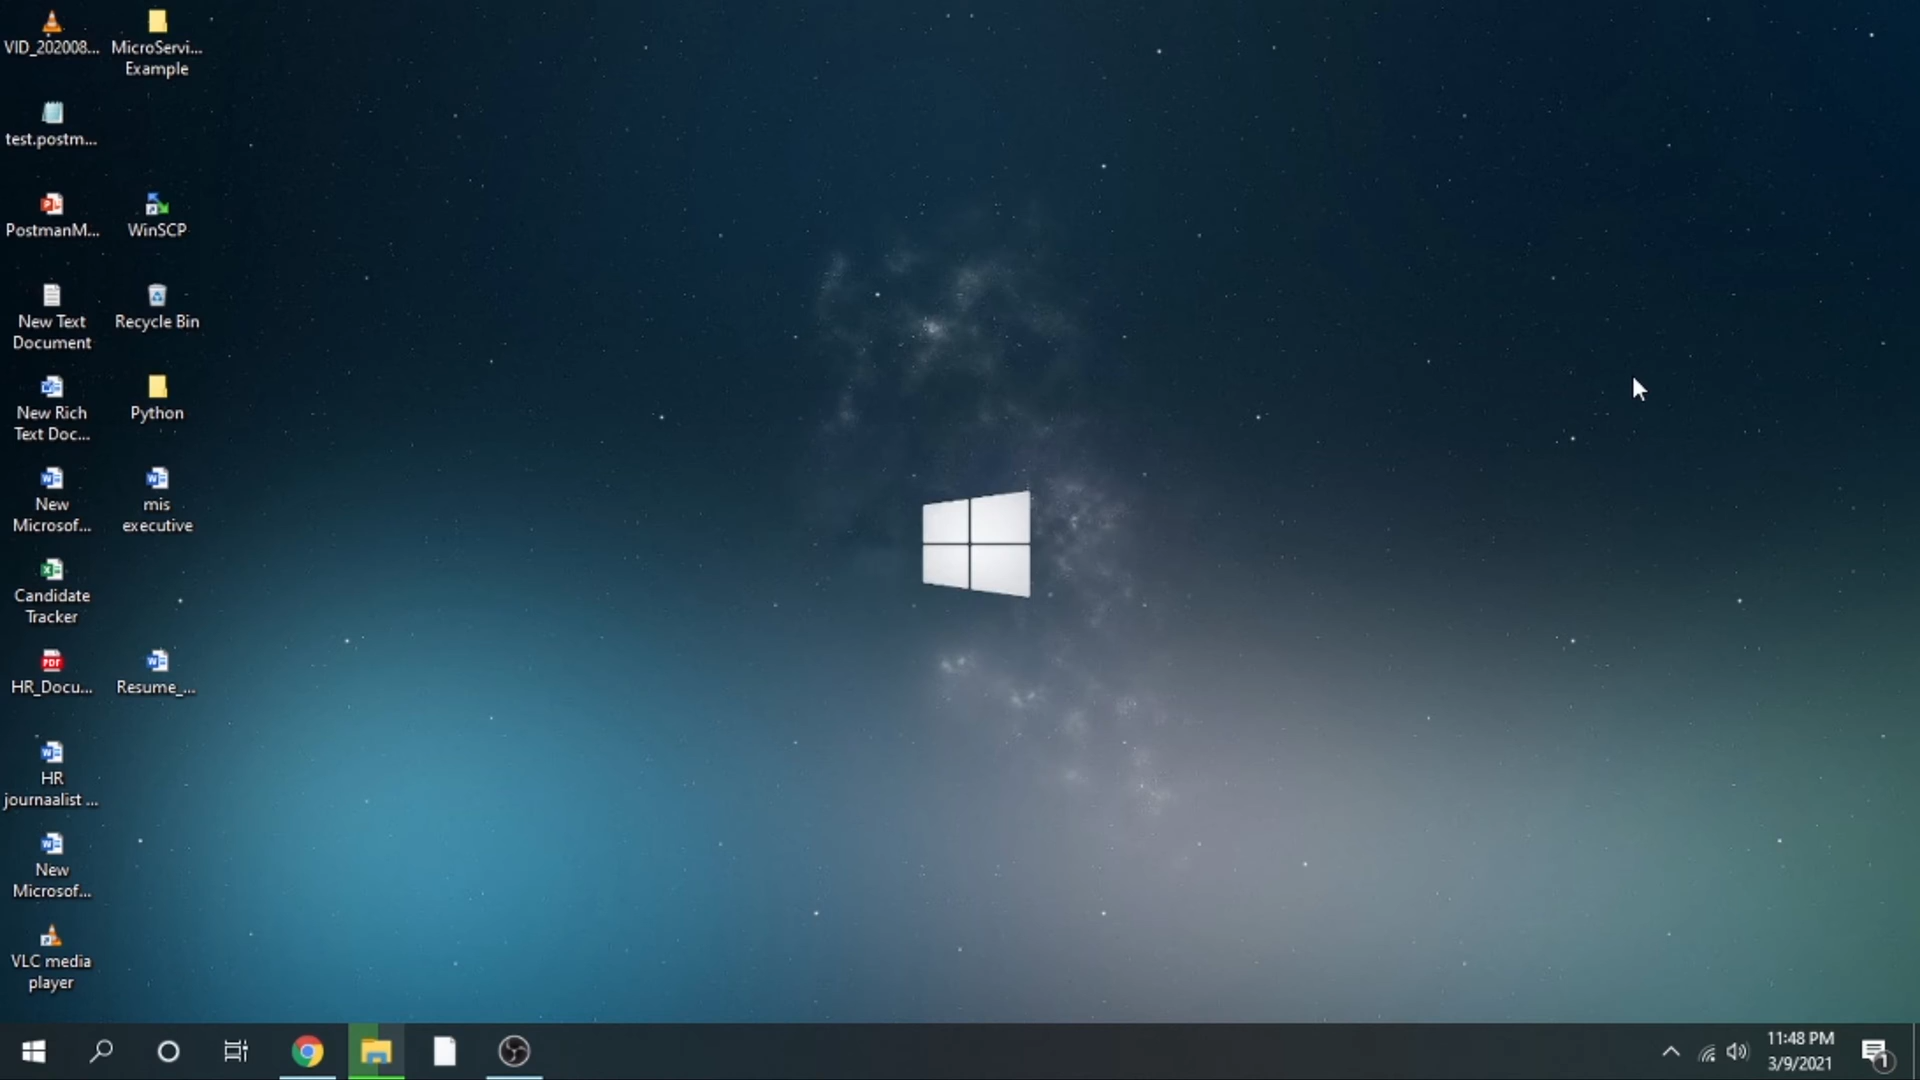 VID_202008...
MicroServi...
Example
test.postm...
PostmanM...
WinSCP
New Text
Document
Recycle Bin
New Rich
Text Doc...
Python
New
Microsof...
mis
executive
Candidate
Tracker
HR_Docu...
Resume_...
HR
journaalist ...
New
Microsof...
VLC media
player
11:48 PM
3/9/2021
1